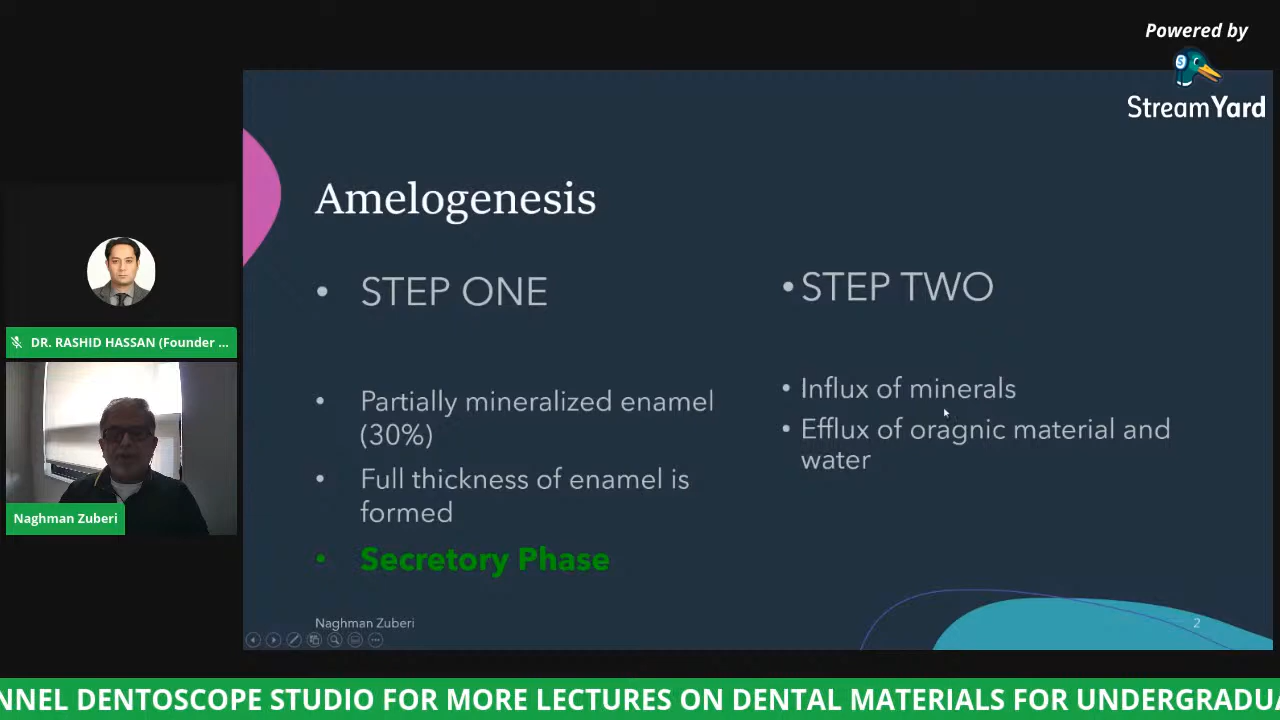 Powered by
StreamYard
Amelogenesis
• STEP ONE
• Partially mineralized enamel
(30%)
• Full thickness of enamel is
formed
• Secretory Phase
• STEP TWO
• Influx of minerals
• Efflux of oragnic material and
water
Naghman Zuberi
2
DR. RASHID HASSAN (Founder ...
Naghman Zuberi
NNEL DENTOSCOPE STUDIO FOR MORE LECTURES ON DENTAL MATERIALS FOR UNDERGRADUA